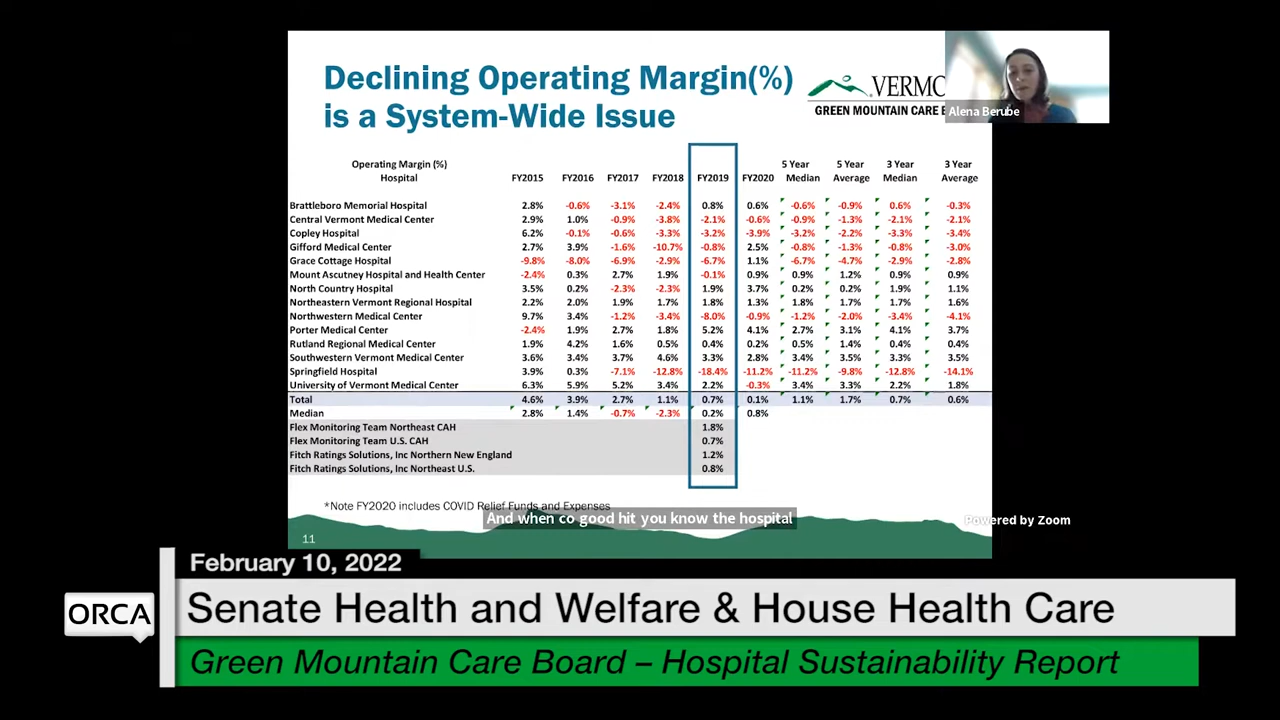 Declining Operating Margin(%)
is a System-Wide Issue
VERMO
GREEN MOUNTAIN CARE B
Alena Berube
Operating Margin (%)
Hospital FY2015 FY2016 FY2017 FY2018 FY2019 FY2020 5 Year Median 5 Year Average 3 Year Median 3 Year Average
Brattleboro Memorial Hospital 2.8% -0.6% -3.1% -2.4% 0.8% 0.6% -0.6% -0.9% 0.6% -0.3%
Central Vermont Medical Center 2.9% 1.0% -0.9% -3.8% -2.1% -0.6% -0.9% -1.3% -2.1% -2.1%
Copley Hospital 6.2% -0.1% -0.6% -3.3% -3.2% -3.9% -3.2% -2.2% -3.3% -3.4%
Gifford Medical Center 2.7% 3.9% -1.6% -10.7% -0.8% 2.5% -0.8% -1.3% -0.8% -3.0%
Grace Cottage Hospital -9.8% -8.0% -6.9% -2.9% -6.7% 1.1% -6.7% -4.7% -2.9% -2.8%
Mount Ascutney Hospital and Health Center -2.4% 0.3% 2.7% 1.9% -0.1% 0.9% 0.9% 1.2% 0.9% 0.9%
North Country Hospital 3.5% 0.2% -2.3% -2.3% 1.9% 3.7% 0.2% 0.2% 1.9% 1.1%
Northeastern Vermont Regional Hospital 2.2% 2.0% 1.9% 1.7% 1.8% 1.3% 1.8% 1.7% 1.7% 1.6%
Northwestern Medical Center 9.7% 3.4% -1.2% -3.4% -8.0% -0.9% -1.2% -2.0% -3.4% -4.1%
Porter Medical Center -2.4% 1.9% 2.7% 1.8% 5.2% 4.1% 2.7% 3.1% 4.1% 3.7%
Rutland Regional Medical Center 1.9% 4.2% 1.6% 0.5% 0.4% 0.2% 0.5% 1.4% 0.4% 0.4%
Southwestern Vermont Medical Center 3.6% 3.4% 3.7% 4.6% 3.3% 2.8% 3.4% 3.5% 3.3% 3.5%
Springfield Hospital 3.9% 0.3% -7.1% -12.8% -18.4% -11.2% -11.2% -9.8% -12.8% -14.1%
University of Vermont Medical Center 6.3% 5.9% 5.2% 3.4% 2.2% -0.3% 3.4% 3.3% 2.2% 1.8%
Total 4.6% 3.9% 2.7% 1.1% 0.7% 0.1% 1.1% 1.7% 0.7% 0.6%
Median 2.8% 1.4% -0.7% -2.3% 0.2% 0.8%
Flex Monitoring Team Northeast CAH 1.8%
Flex Monitoring Team U.S. CAH 0.7%
Fitch Ratings Solutions, Inc Northern New England 1.2%
Fitch Ratings Solutions, Inc Northeast U.S. 0.8%
*Note FY2020 includes COVID Relief Funds and Expenses
And when co good hit you know the hospital
Powered by Zoom
11
February 10, 2022
ORCA
Senate Health and Welfare & House Health Care
Green Mountain Care Board – Hospital Sustainability Report